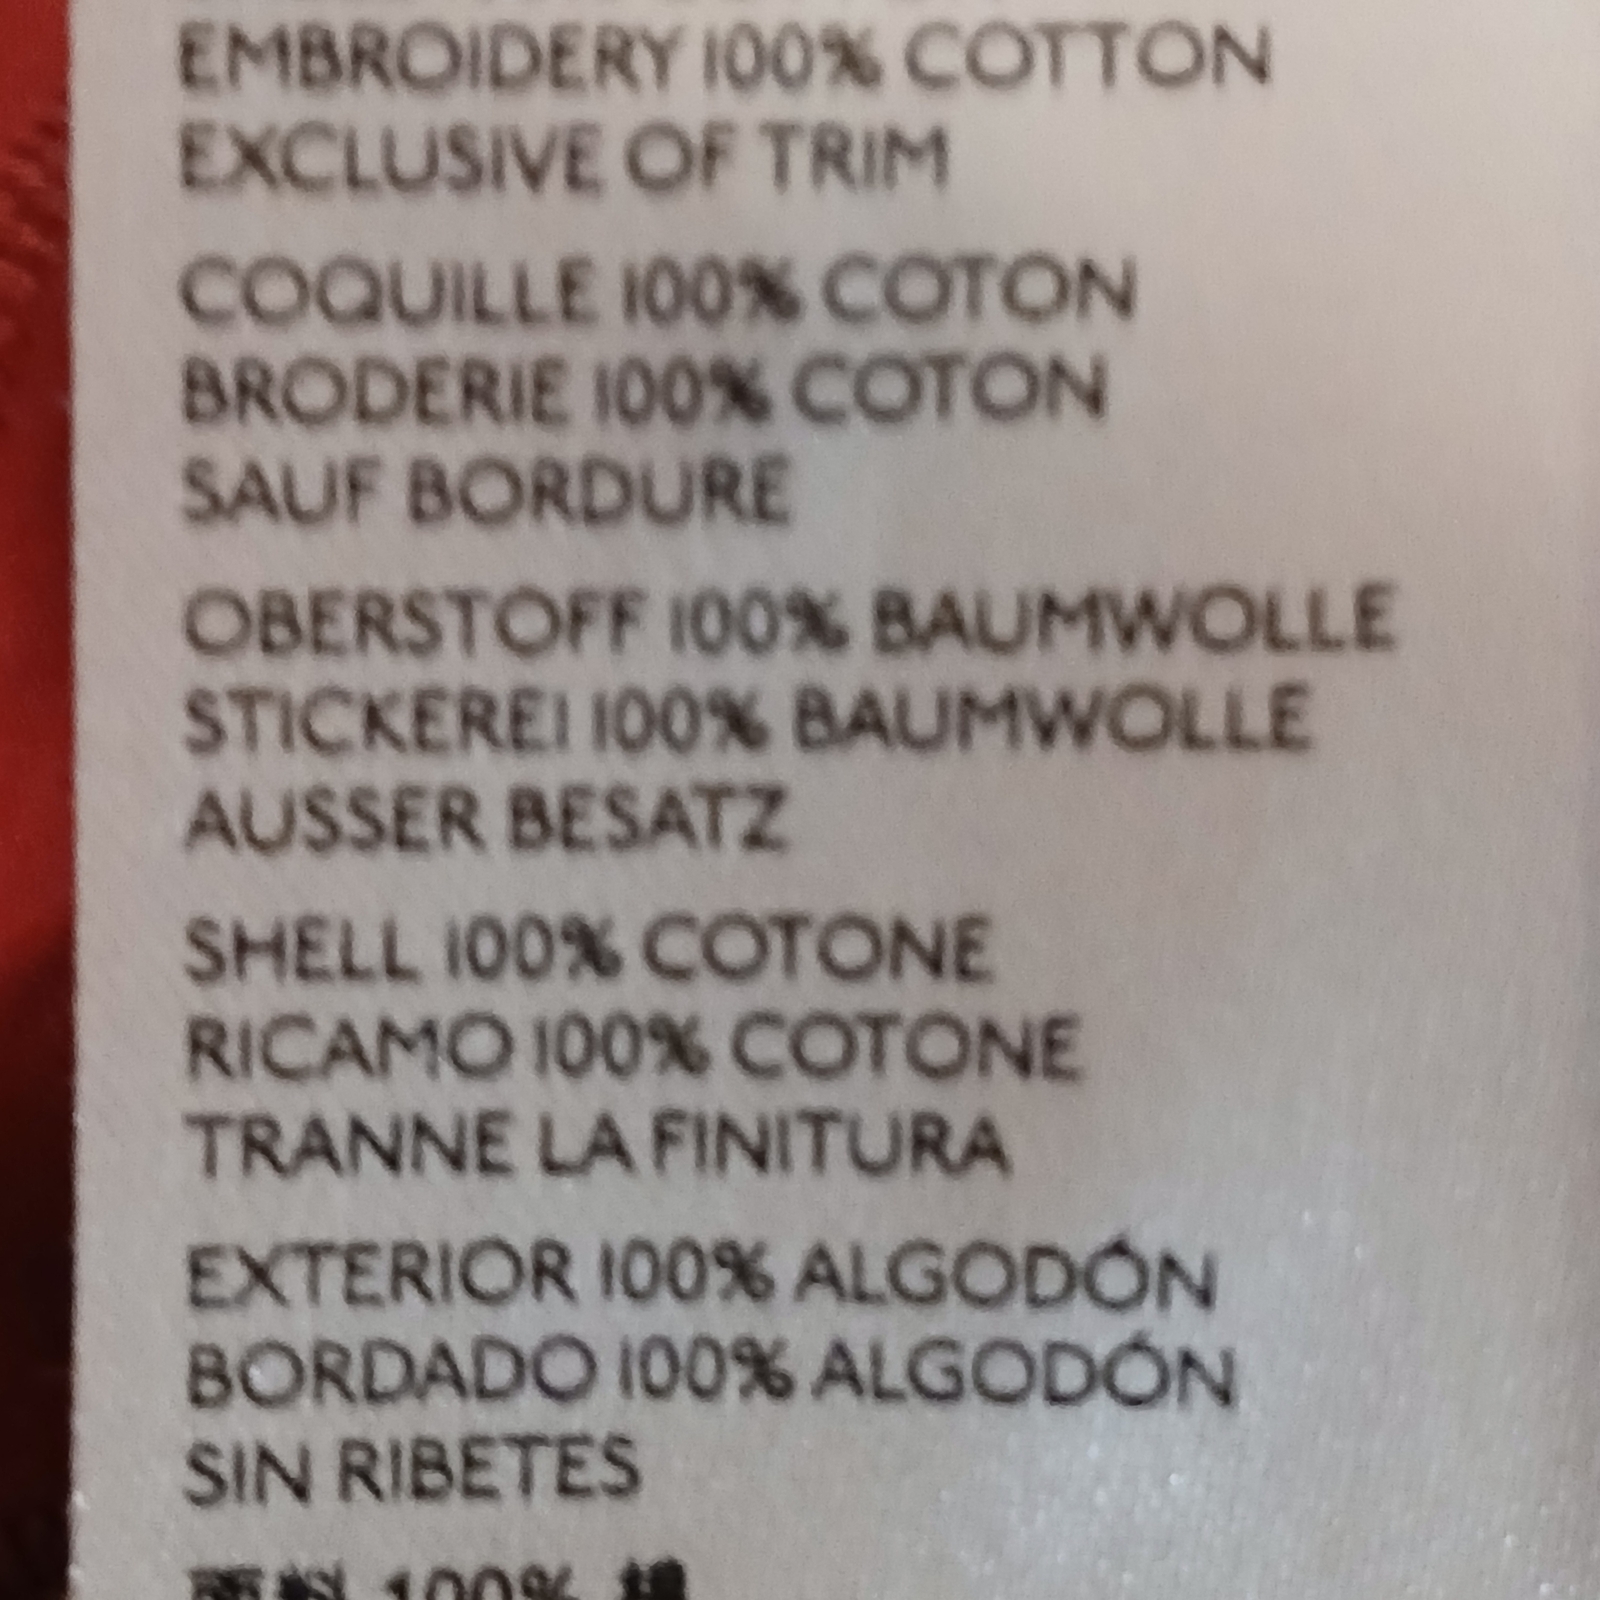 EMBROIDERY 100% COTTON
EXCLUSIVE OF TRIM
COQUILLE 100% COTON
BRODERIE 100% COTON
SAUF BORDURE
OBERSTOFF 100% BAUMWOLLE
STICKEREI 100% BAUMWOLLE
AUSSER BESATZ
SHELL 100% COTONE
RICAMO 100% COTONE
TRANNE LA FINITURA
EXTERIOR 100% ALGODÓN
BORDADO 100% ALGODÓN
SIN RIBETES
100%